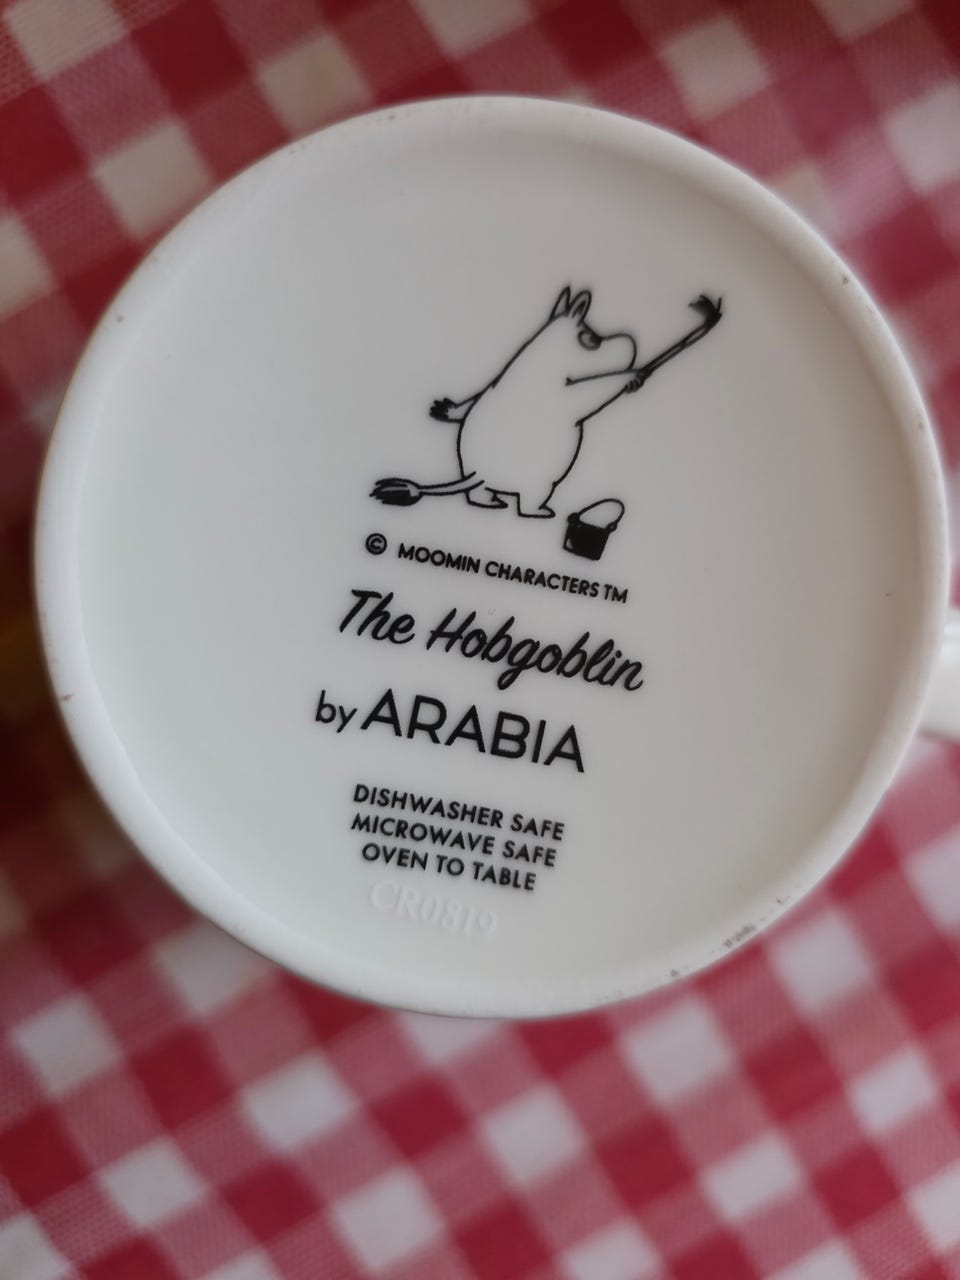 © MOOMIN CHARACTERS TM
The Hobgoblin
by ARABIA
DISHWASHER SAFE
MICROWAVE SAFE
OVEN TO TABLE
CR0819